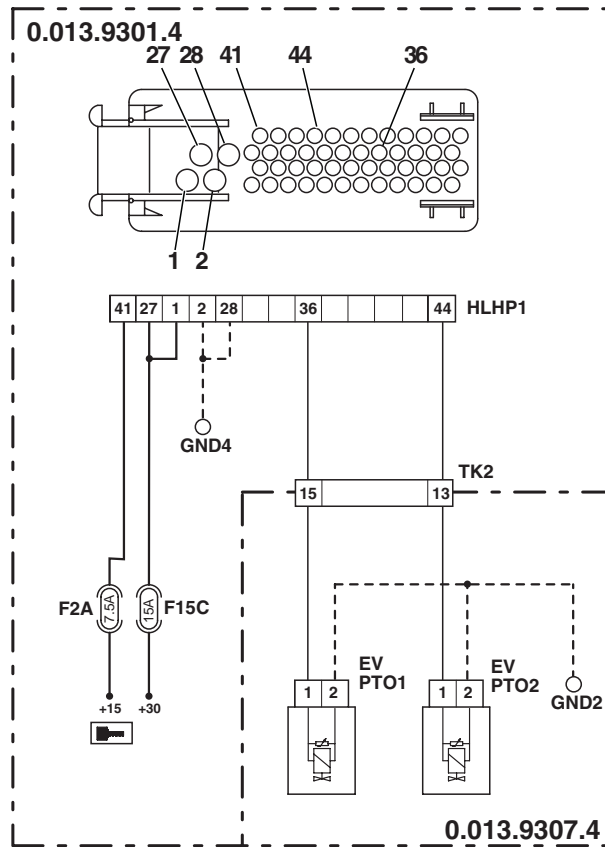 0.013.9301.4
27 28 41 44 36
1 2
41 27 1 2 28 36 44 HLHP1
GND4
TK2
15 13
F2A 7.5A 15A F15C
EV
PTO1
EV
PTO2
1 2 1 2
GND2
+15 +30
0.013.9307.4